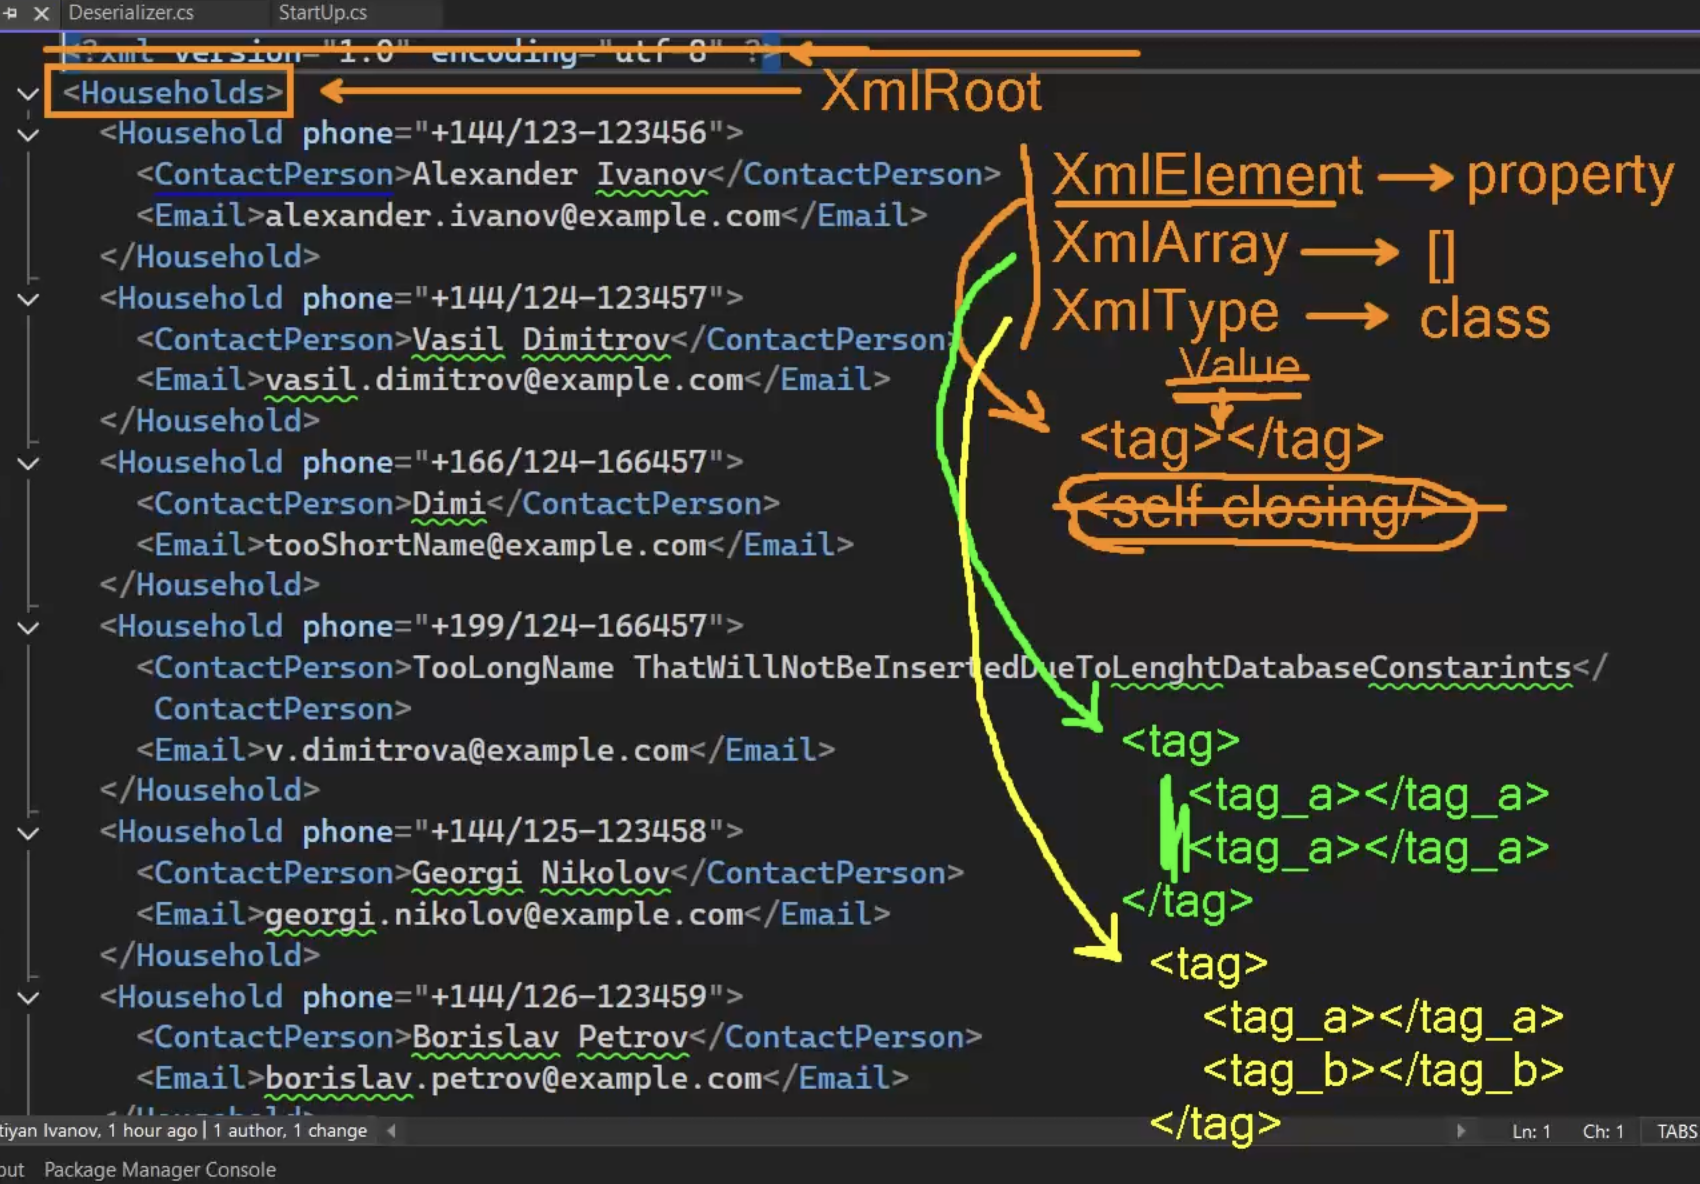 Deserializer.cs StartUp.cs
<?xml version="1.0" encoding="utf-8" ?>
<Households> XmlRoot
<Household phone="+144/123-123456">
<ContactPerson>Alexander Ivanov</ContactPerson> XmlElement property
<Email>alexander.ivanov@example.com</Email> XmlArray []
</Household>
<Household phone="+144/124-123457"> XmlType class
<ContactPerson>Vasil Dimitrov</ContactPerson>
Value
<Email>vasil.dimitrov@example.com</Email>
</Household> <tag></tag>
<Household phone="+166/124-166457">
<ContactPerson>Dimi</ContactPerson> <self closing/>
<Email>tooShortName@example.com</Email>
</Household>
<Household phone="+199/124-166457">
<ContactPerson>TooLongName ThatWillNotBeInsertedDueToLenghtDatabaseConstarints</
ContactPerson>
<Email>v.dimitrova@example.com</Email> <tag>
</Household> <tag_a></tag_a>
<Household phone="+144/125-123458"> <tag_a></tag_a>
<ContactPerson>Georgi Nikolov</ContactPerson>
<Email>georgi.nikolov@example.com</Email> </tag>
</Household> <tag>
<Household phone="+144/126-123459"> <tag_a></tag_a>
<ContactPerson>Borislav Petrov</ContactPerson>
<Email>borislav.petrov@example.com</Email> <tag_b></tag_b>
</Household>
</tag>
tiyan Ivanov, 1 hour ago | 1 author, 1 change Ln: 1 Ch: 1 TABS
out Package Manager Console